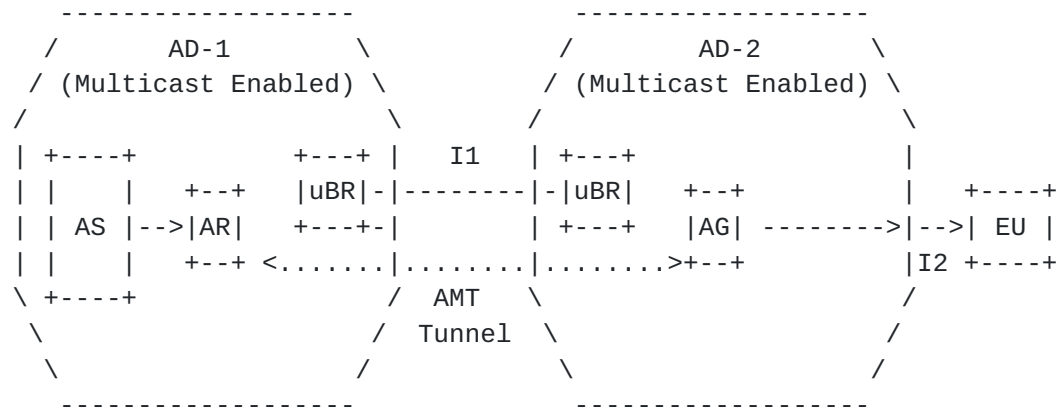 -------------------               -------------------
   /       AD-1        \             /       AD-2        \
  / (Multicast Enabled) \           / (Multicast Enabled) \
 /                       \         /                       \
 | +----+          +---+ |   I1   | +---+                  |
 | |    |   +--+   |uBR|-|--------|-|uBR|   +--+           |   +----+
 | | AS |-->|AR|   +---+-|        | +---+   |AG| --------->|-->| EU |
 | |    |   +--+ <.......|........|........>+--+           |I2 +----+
 \ +----+                /  AMT   \                        /
  \                     /  Tunnel  \                      /
   \                   /            \                    /
    -------------------               -------------------